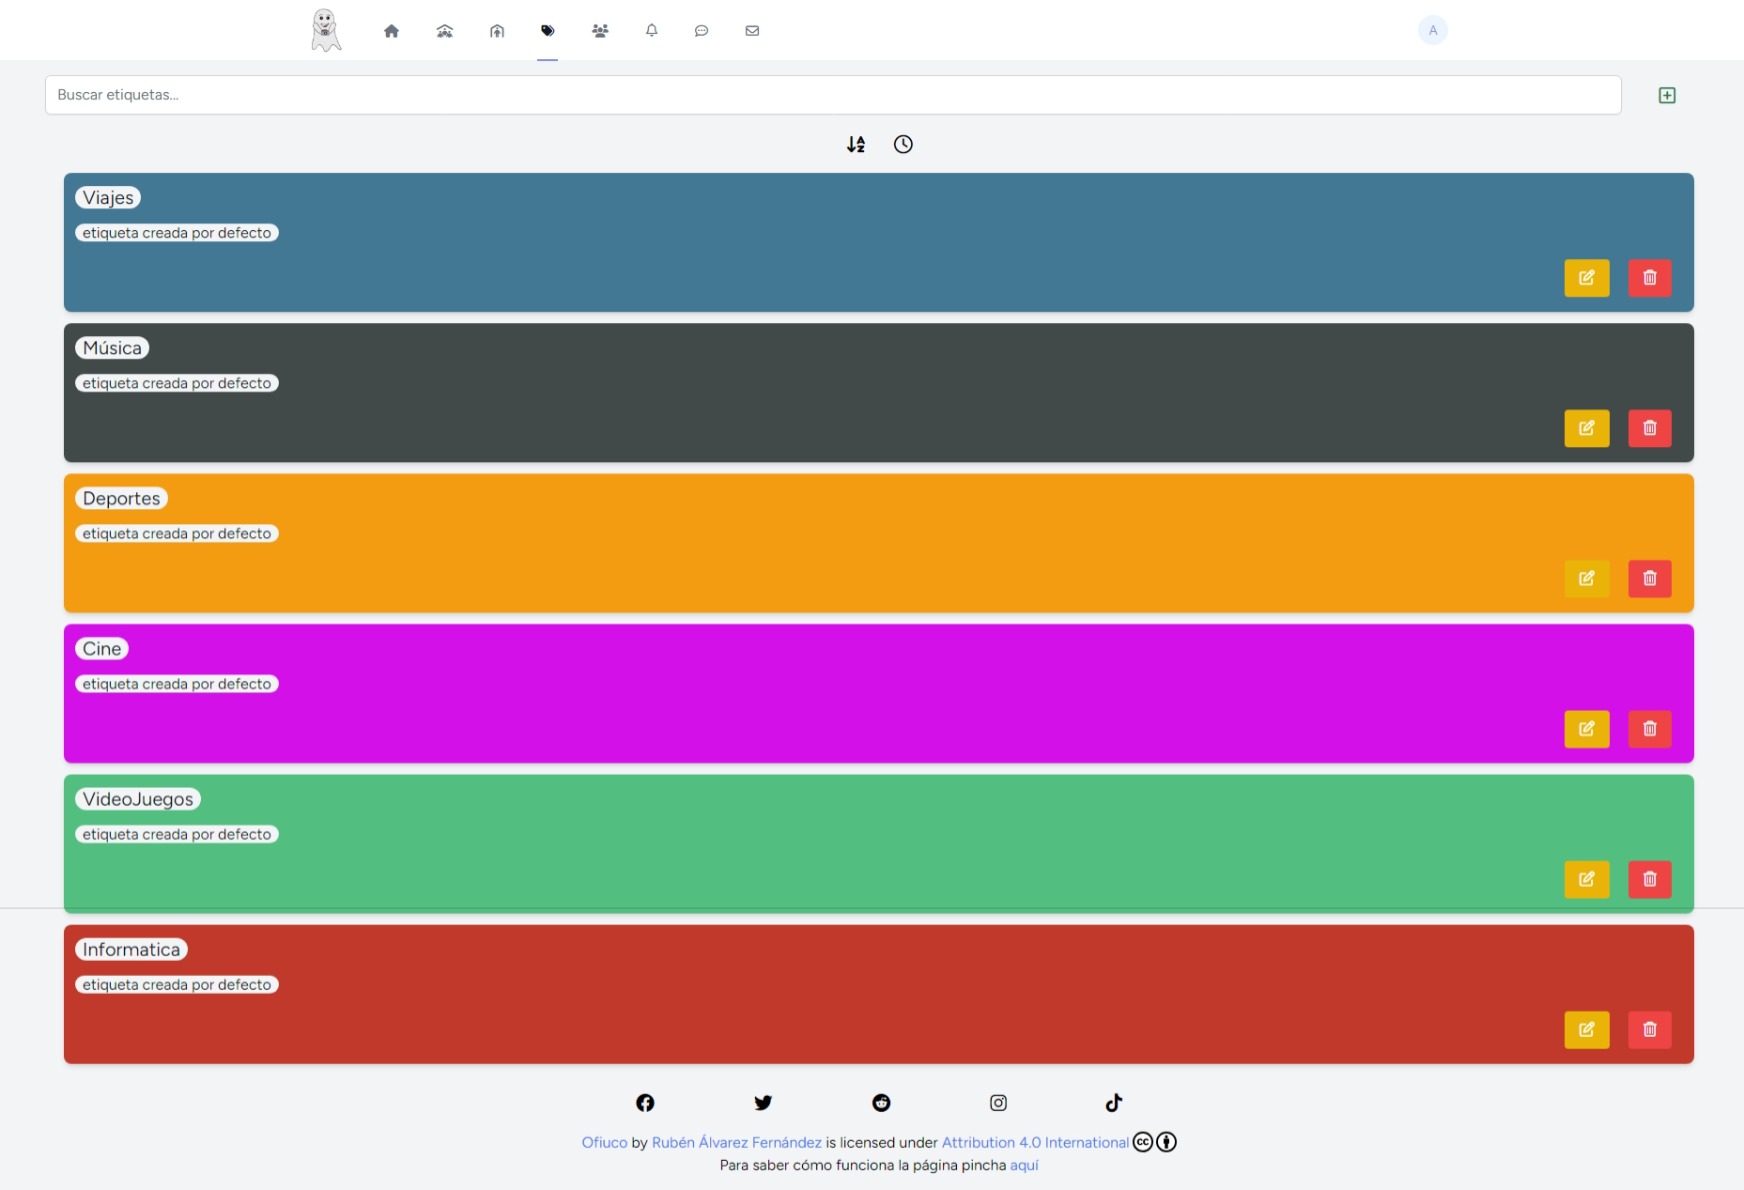 A
Buscar etiquetas...
Viajes
etiqueta creada por defecto
Música
etiqueta creada por defecto
Deportes
etiqueta creada por defecto
Cine
etiqueta creada por defecto
VideoJuegos
etiqueta creada por defecto
Informatica
etiqueta creada por defecto
Ofiuco by Rubén Álvarez Fernández is licensed under Attribution 4.0 International
Para saber cómo funciona la página pincha aquí